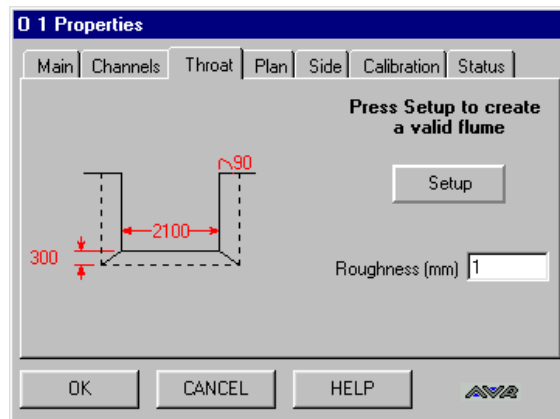 O 1 Properties
Main Channels Throat Plan Side Calibration Status
Press Setup to create
a valid flume
Setup
90
2100
300
Roughness (mm) 1
OK CANCEL HELP AWR